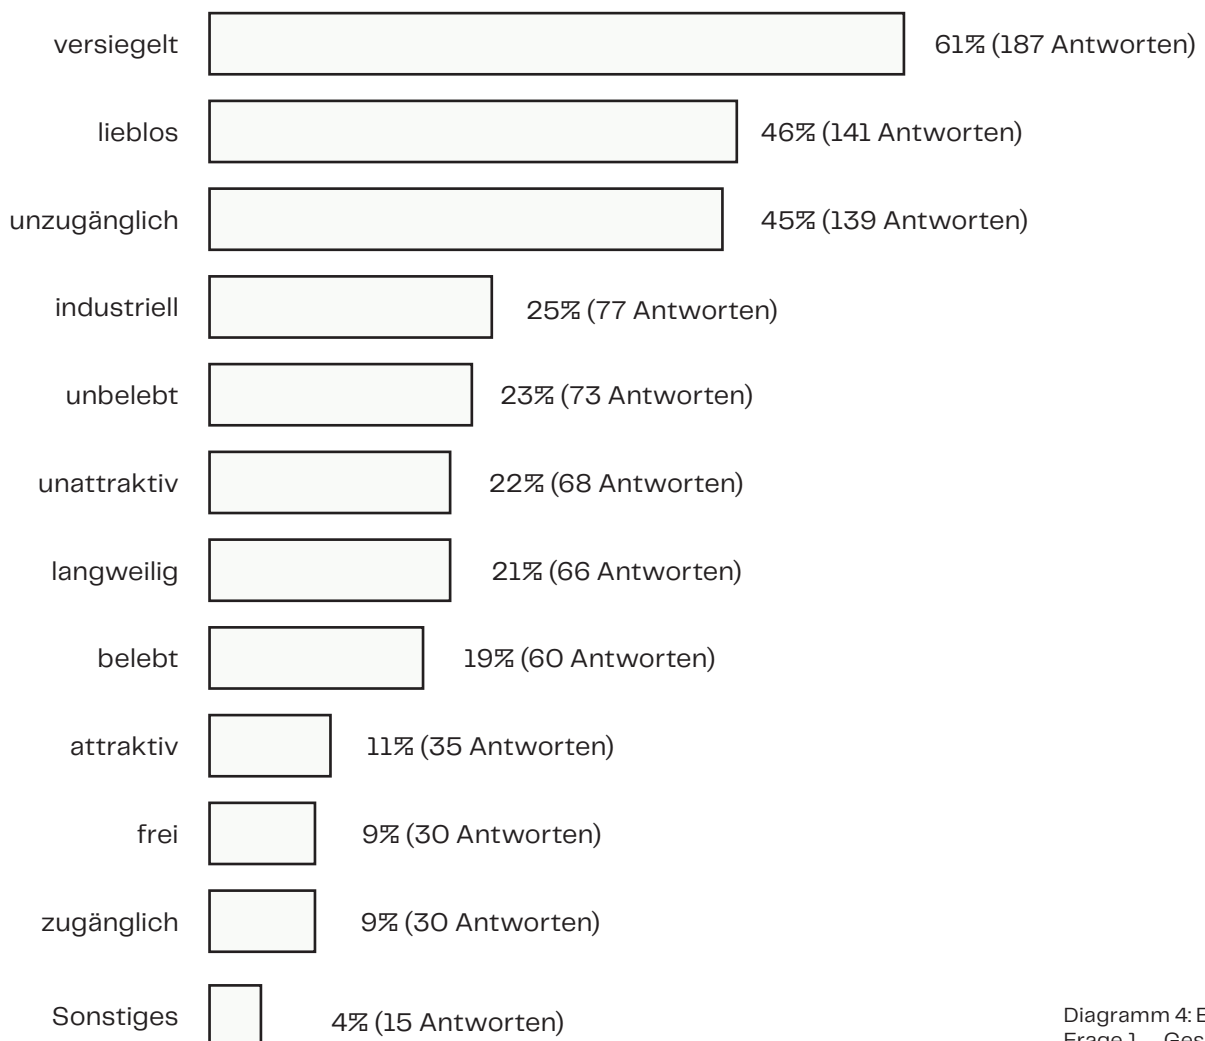 versiegelt 61% (187 Antworten)
lieblos 46% (141 Antworten)
unzugänglich 45% (139 Antworten)
industriell 25% (77 Antworten)
unbelebt 23% (73 Antworten)
unattraktiv 22% (68 Antworten)
langweilig 21% (66 Antworten)
belebt 19% (60 Antworten)
attraktiv 11% (35 Antworten)
frei 9% (30 Antworten)
zugänglich 9% (30 Antworten)
Sonstiges 4% (15 Antworten)
Diagramm 4:
Frage 1